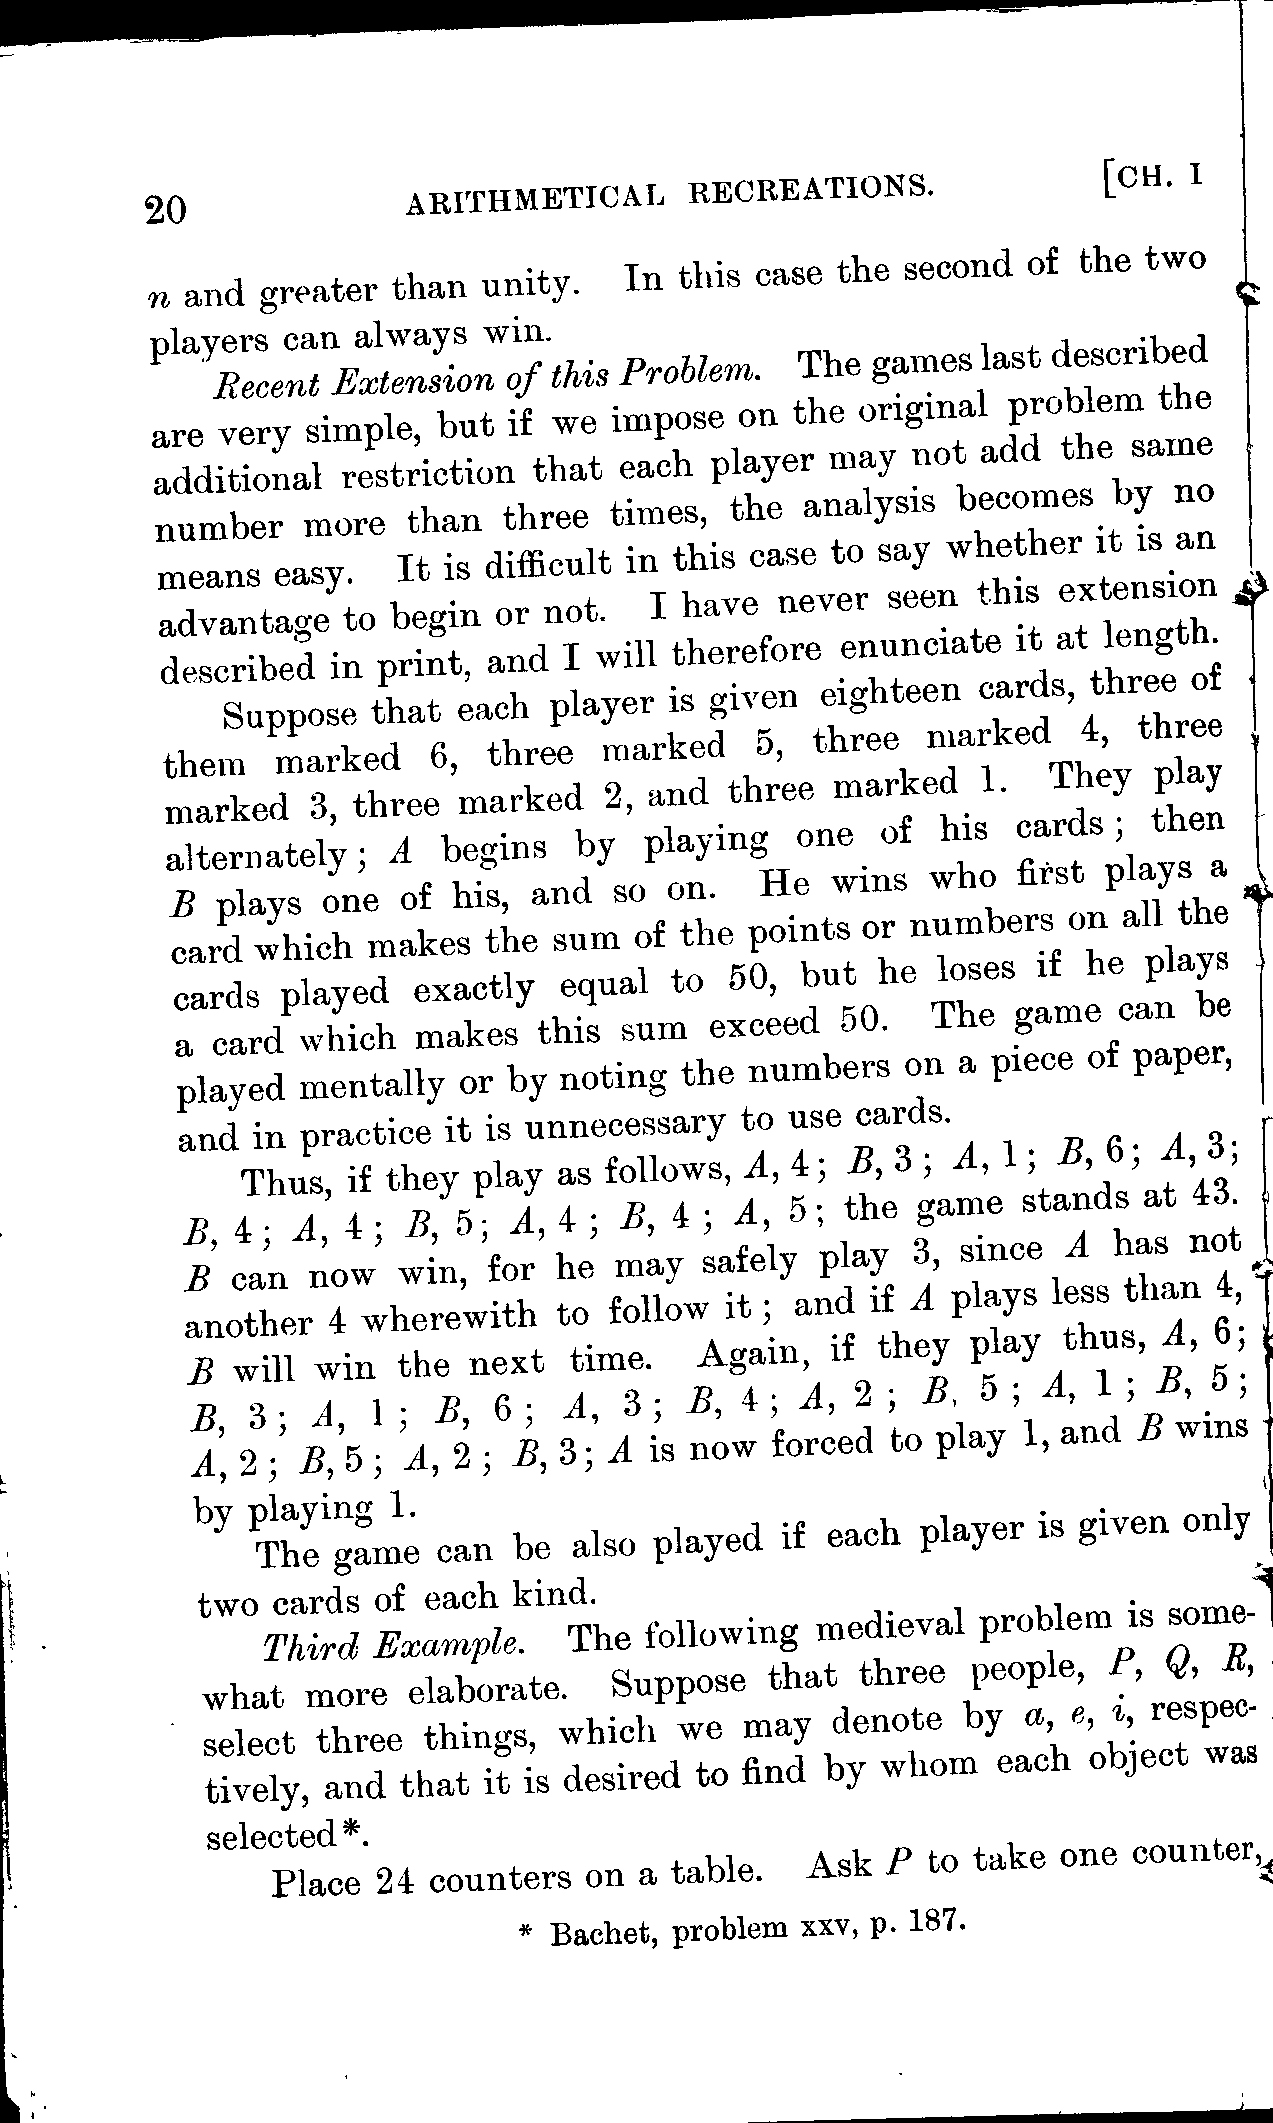 20 ARITHMETICAL RECREATIONS. [CH. I
n and greater than unity. In this case the second of the two
players can always win.
Recent Extension of this Problem. The games last described
are very simple, but if we impose on the original problem the
additional restriction that each player may not add the same
number more than three times, the analysis becomes by no
means easy. It is difficult in this case to say whether it is an
advantage to begin or not. I have never seen this extension
described in print, and I will therefore enunciate it at length.
Suppose that each player is given eighteen cards, three of
them marked 6, three marked 5, three marked 4, three
marked 3, three marked 2, and three marked 1. They play
alternately; A begins by playing one of his cards; then
B plays one of his, and so on. He wins who first plays a
card which makes the sum of the points or numbers on all the
cards played exactly equal to 50, but he loses if he plays
a card which makes this sum exceed 50. The game can be
played mentally or by noting the numbers on a piece of paper,
and in practice it is unnecessary to use cards.
Thus, if they play as follows, A, 4; B, 3; A, 1; B, 6; A, 3;
B, 4; A, 4; B, 5; A, 4; B, 4; A, 5; the game stands at 43.
B can now win, for he may safely play 3, since A has not
another 4 wherewith to follow it; and if A plays less than 4,
B will win the next time. Again, if they play thus, A, 6;
B, 3; A, 1; B, 6; A, 3; B, 4; A, 2; B, 5; A, 1; B, 5;
A, 2; B, 5; A, 2; B, 3; A is now forced to play 1, and B wins
by playing 1.
The game can be also played if each player is given only
two cards of each kind.
Third Example. The following medieval problem is some-
what more elaborate. Suppose that three people, P, Q, R,
select three things, which we may denote by a, e, i, respec-
tively, and that it is desired to find by whom each object was
selected*.
Place 24 counters on a table. Ask P to take one counter,
* Bachet, problem xxv, p. 187.